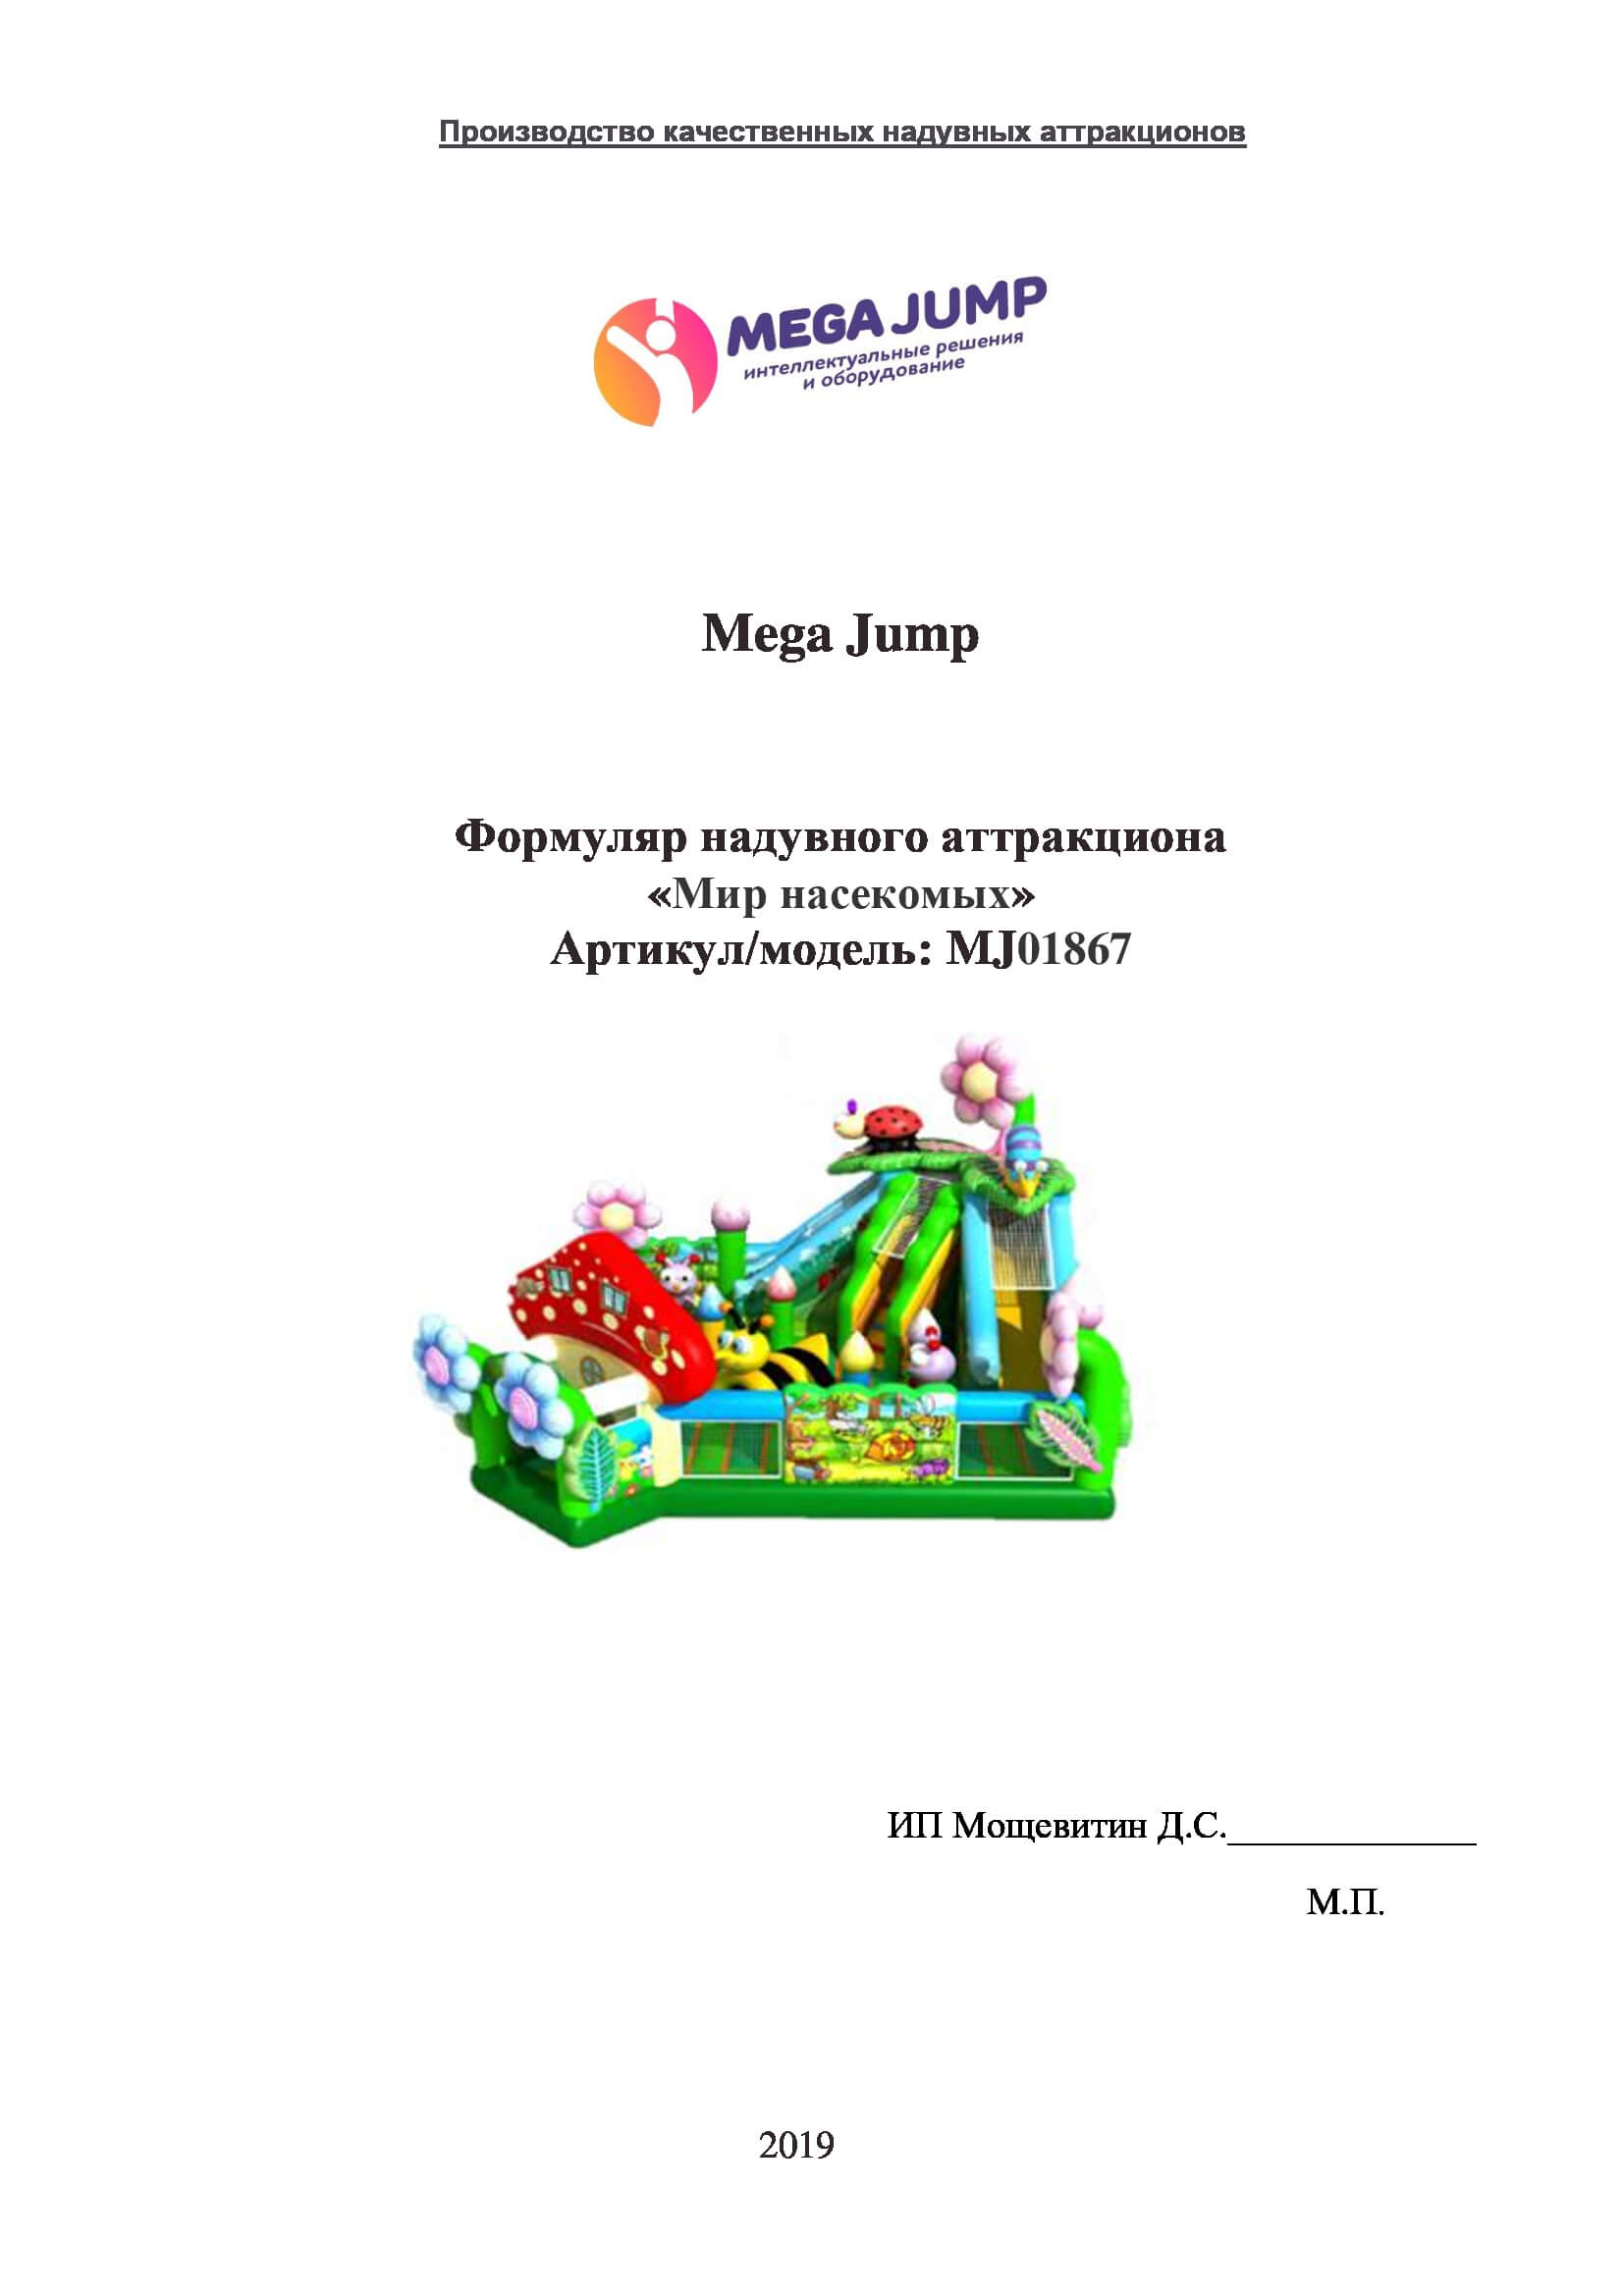 Производство качественных надувных аттракционов
MEGA JUMP
интеллектуальные решения
и оборудование
Mega Jump
Формуляр надувного аттракциона
«Мир насекомых»
Артикул/модель: MJ01867
ИП Мощевитин Д.С._____________
М.П.
2019